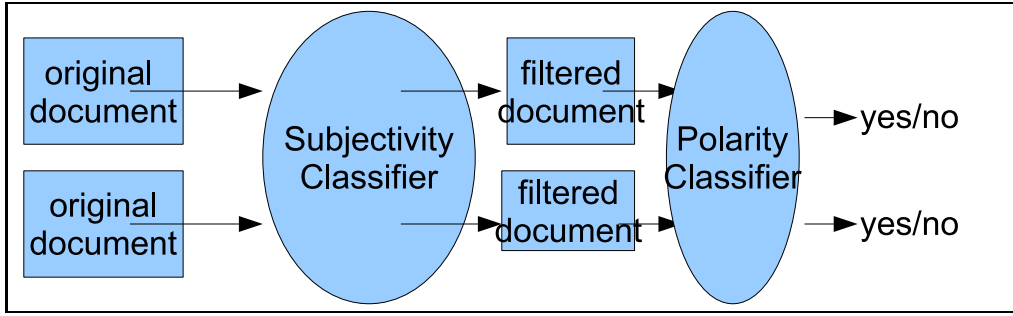 original
document
original
document
Subjectivity
Classifier
filtered
document
filtered
document
Polarity
Classifier
yes/no
yes/no